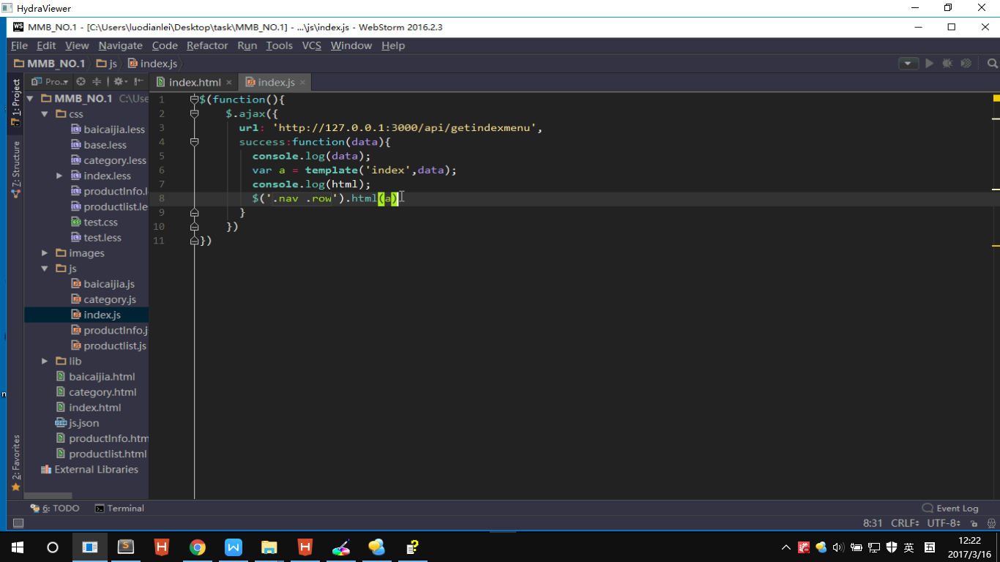 HydraViewer
MMB_NO.1 - [C:\Users\luodianlei\Desktop\task\MMB_NO.1] - ...\js\index.js - WebStorm 2016.2.3
File Edit View Navigate Code Refactor Run Tools VCS Window Help
MMB_NO.1 js index.js
1: Project
7: Structure
2: Favorites
Pro..
MMB_NO.1 C:\Use
css
baicaijia.less
base.less
category.less
index.less
productInfo.l
productlist.le
test.css
test.less
images
js
baicaijia.js
category.js
index.js
productInfo.j
productlist.js
lib
baicaijia.html
category.html
index.html
js.json
productInfo.htm
productlist.html
External Libraries
index.html × index.js ×
1 $(function(){
2 $.ajax({
3 url: 'http://127.0.0.1:3000/api/getindexmenu',
4 success:function(data){
5 console.log(data);
6 var a = template('index',data);
7 console.log(html);
8 $('.nav .row').html(a)
9 }
10 })
11 })
6: TODO Terminal Event Log
8:31 CRLF UTF-8
英 五 12:22
2017/3/16